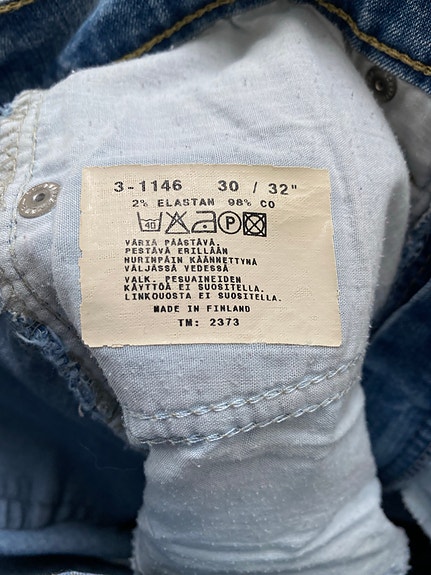 3-1146 30 / 32"
2% ELASTAN 98% CO
40 P
VÄRIÄ PÄÄSTÄVÄ.
PESTÄVÄ ERILLÄÄN
NURINPÄIN KÄÄNNETTYNÄ
VÄLJÄSSÄ VEDESSÄ
VALK. PESUAINEIDEN
KÄYTTÖÄ EI SUOSITELLA.
LINKOUOSTA EI SUOSITELLA.
MADE IN FINLAND
TM: 2373